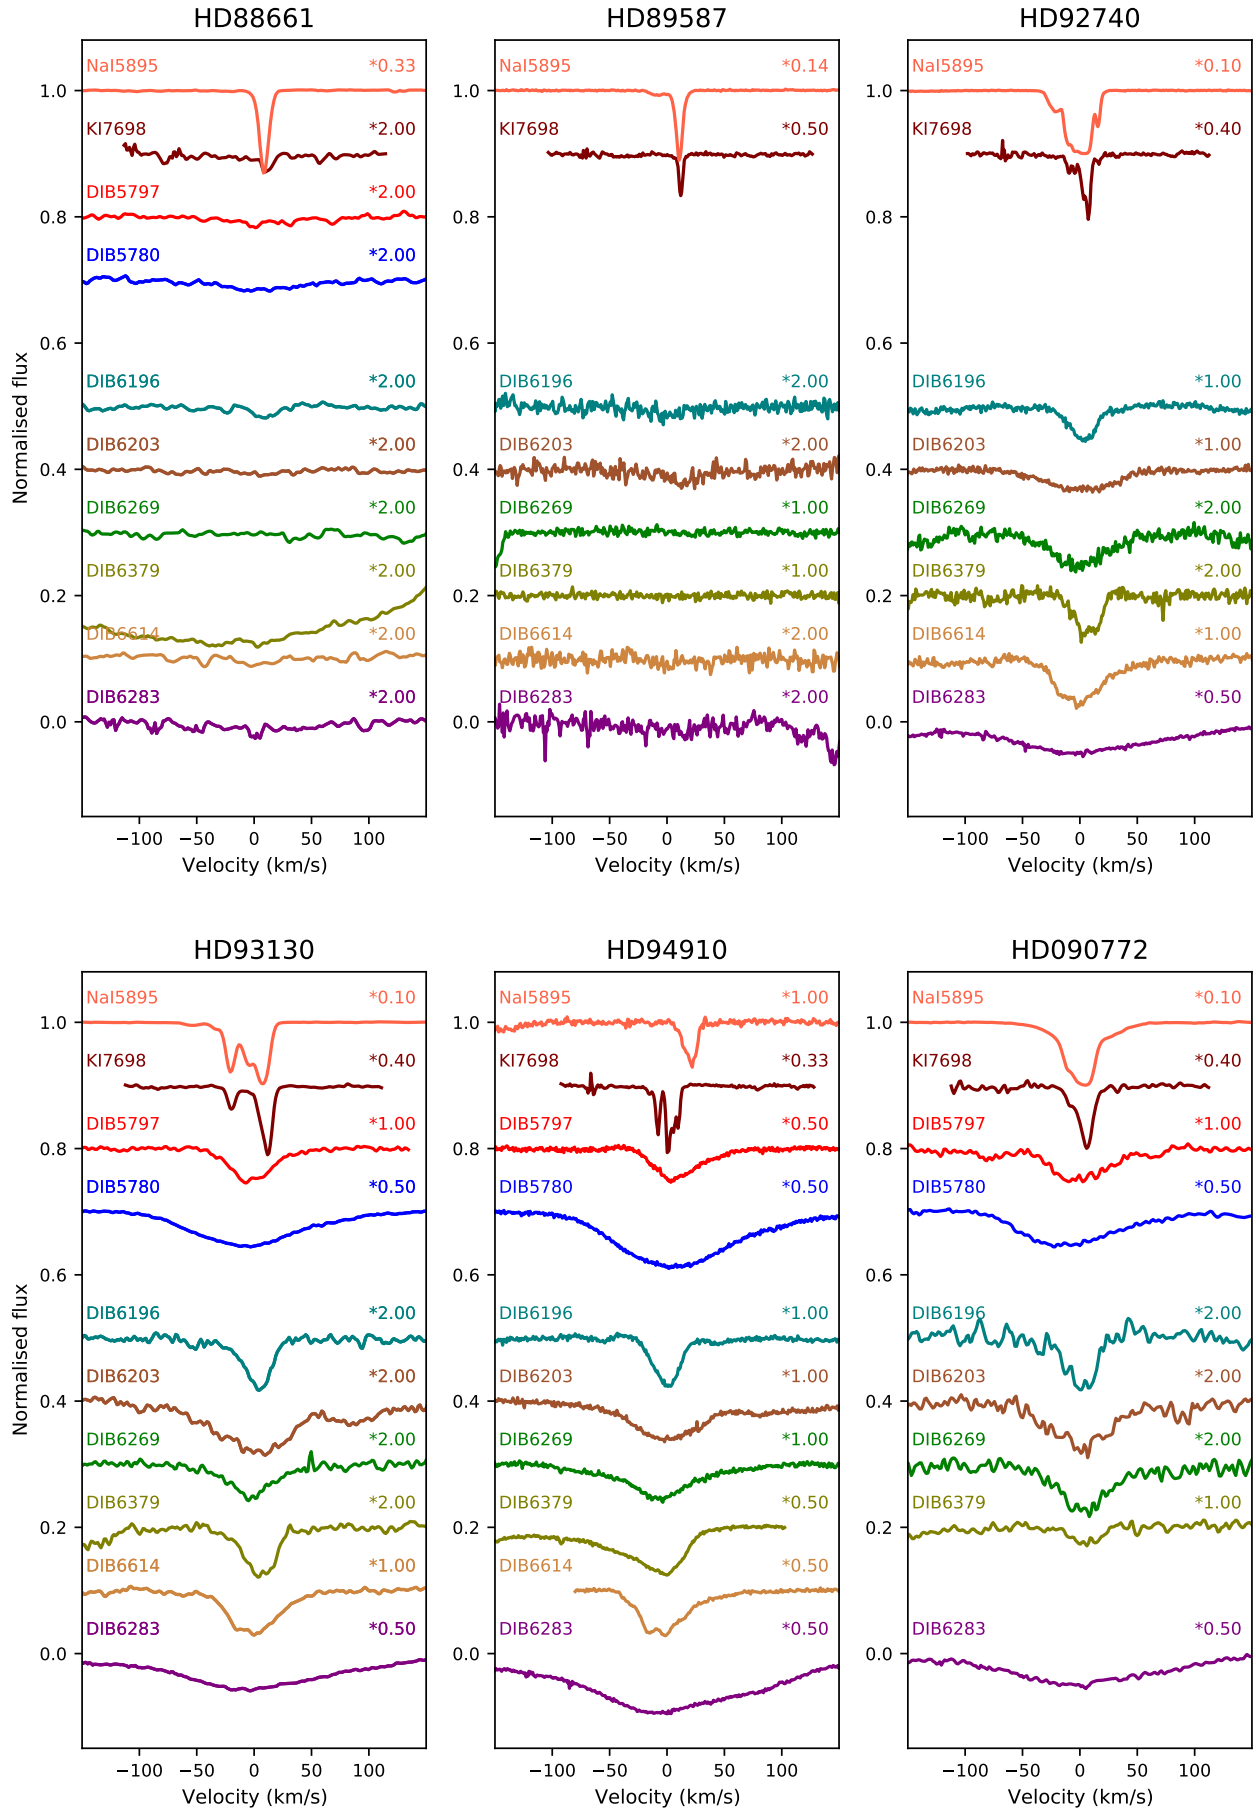 HD88661
NaI5895 *0.33
KI7698 *2.00
DIB5797 *2.00
DIB5780 *2.00
DIB6196 *2.00
DIB6203 *2.00
DIB6269 *2.00
DIB6379 *2.00
DIB6614 *2.00
DIB6283 *2.00
1.0
0.8
0.6
0.4
0.2
0.0
Normalised flux
−100 −50 0 50 100
Velocity (km/s)
HD89587
NaI5895 *0.14
KI7698 *0.50
DIB6196 *2.00
DIB6203 *2.00
DIB6269 *1.00
DIB6379 *1.00
DIB6614 *2.00
DIB6283 *2.00
−100 −50 0 50 100
Velocity (km/s)
HD92740
NaI5895 *0.10
KI7698 *0.40
DIB6196 *1.00
DIB6203 *1.00
DIB6269 *2.00
DIB6379 *2.00
DIB6614 *1.00
DIB6283 *0.50
−100 −50 0 50 100
Velocity (km/s)
HD93130
NaI5895 *0.10
KI7698 *0.40
DIB5797 *1.00
DIB5780 *0.50
DIB6196 *2.00
DIB6203 *2.00
DIB6269 *2.00
DIB6379 *2.00
DIB6614 *1.00
DIB6283 *0.50
1.0
0.8
0.6
0.4
0.2
0.0
Normalised flux
−100 −50 0 50 100
Velocity (km/s)
HD94910
NaI5895 *1.00
KI7698 *0.33
DIB5797 *0.50
DIB5780 *0.50
DIB6196 *1.00
DIB6203 *1.00
DIB6269 *1.00
DIB6379 *0.50
DIB6614 *0.50
DIB6283 *0.50
−100 −50 0 50 100
Velocity (km/s)
HD090772
NaI5895 *0.10
KI7698 *0.40
DIB5797 *1.00
DIB5780 *0.50
DIB6196 *2.00
DIB6203 *2.00
DIB6269 *2.00
DIB6379 *1.00
DIB6283 *0.50
−100 −50 0 50 100
Velocity (km/s)